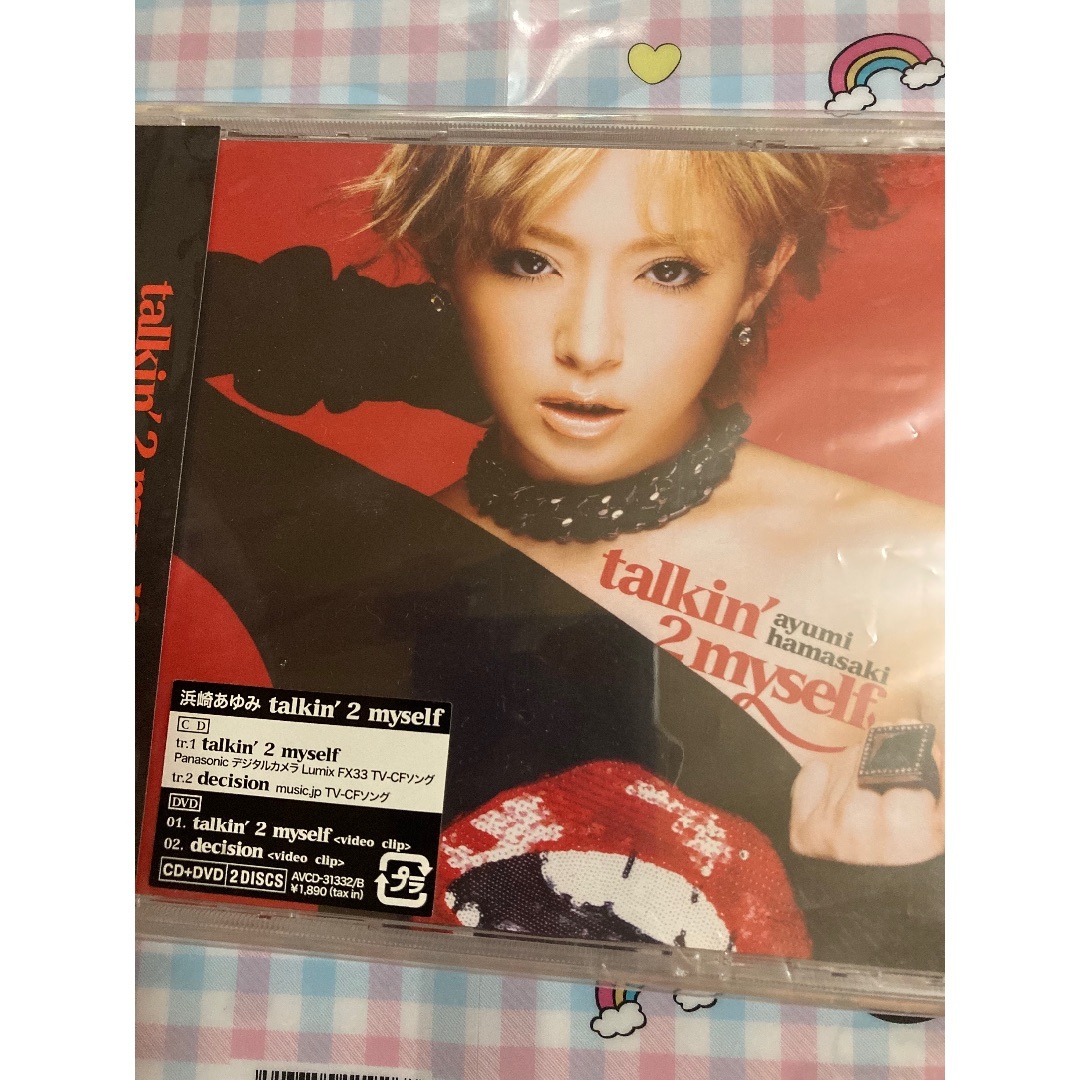 talkin' 2 myself
talkin'
ayumi
hamasaki
2 myself.
浜崎あゆみ talkin' 2 myself
CD
tr.1 talkin' 2 myself
Panasonic デジタルカメラ Lumix FX33 TV-CFソング
tr.2 decision music.jp TV-CFソング
DVD
01. talkin' 2 myself <video clip>
02. decision <video clip>
CD+DVD 2DISCS AVCD-31332/B
¥1,890 (tax in)
プラ